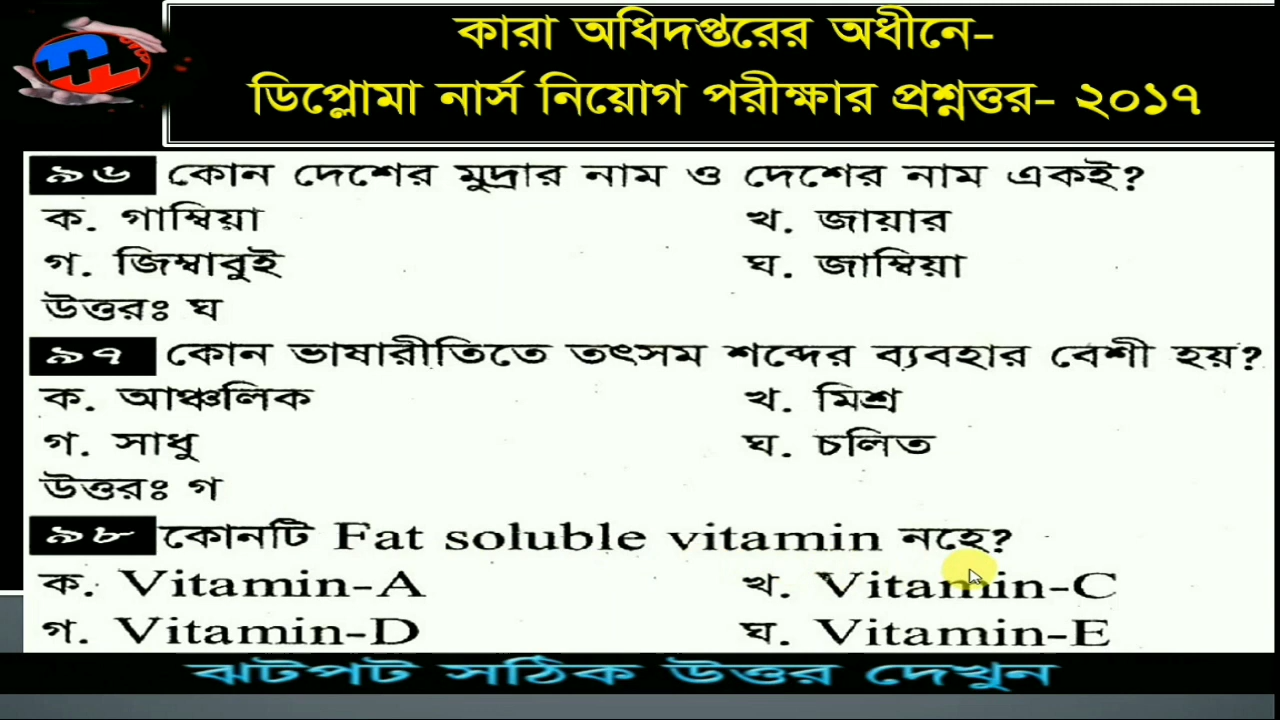 কারা অধিদপ্তরের অধীনে-
ডিপ্লোমা নার্স নিয়োগ পরীক্ষার প্রশ্নত্তর- ২০১৭
৯৬ কোন দেশের মুদ্রার নাম ও দেশের নাম একই?
ক. গাম্বিয়া খ. জায়ার
গ. জিম্বাবুই ঘ. জাম্বিয়া
উত্তরঃ ঘ
৯৭ কোন ভাষারীতিতে তৎসম শব্দের ব্যবহার বেশী হয়?
ক. আঞ্চলিক খ. মিশ্র
গ. সাধু ঘ. চলিত
উত্তরঃ গ
৯৮ কোনটি Fat soluble vitamin নহে?
ক. Vitamin-A খ. Vitamin-C
গ. Vitamin-D ঘ. Vitamin-E
ঝটপট সঠিক উত্তর দেখুন